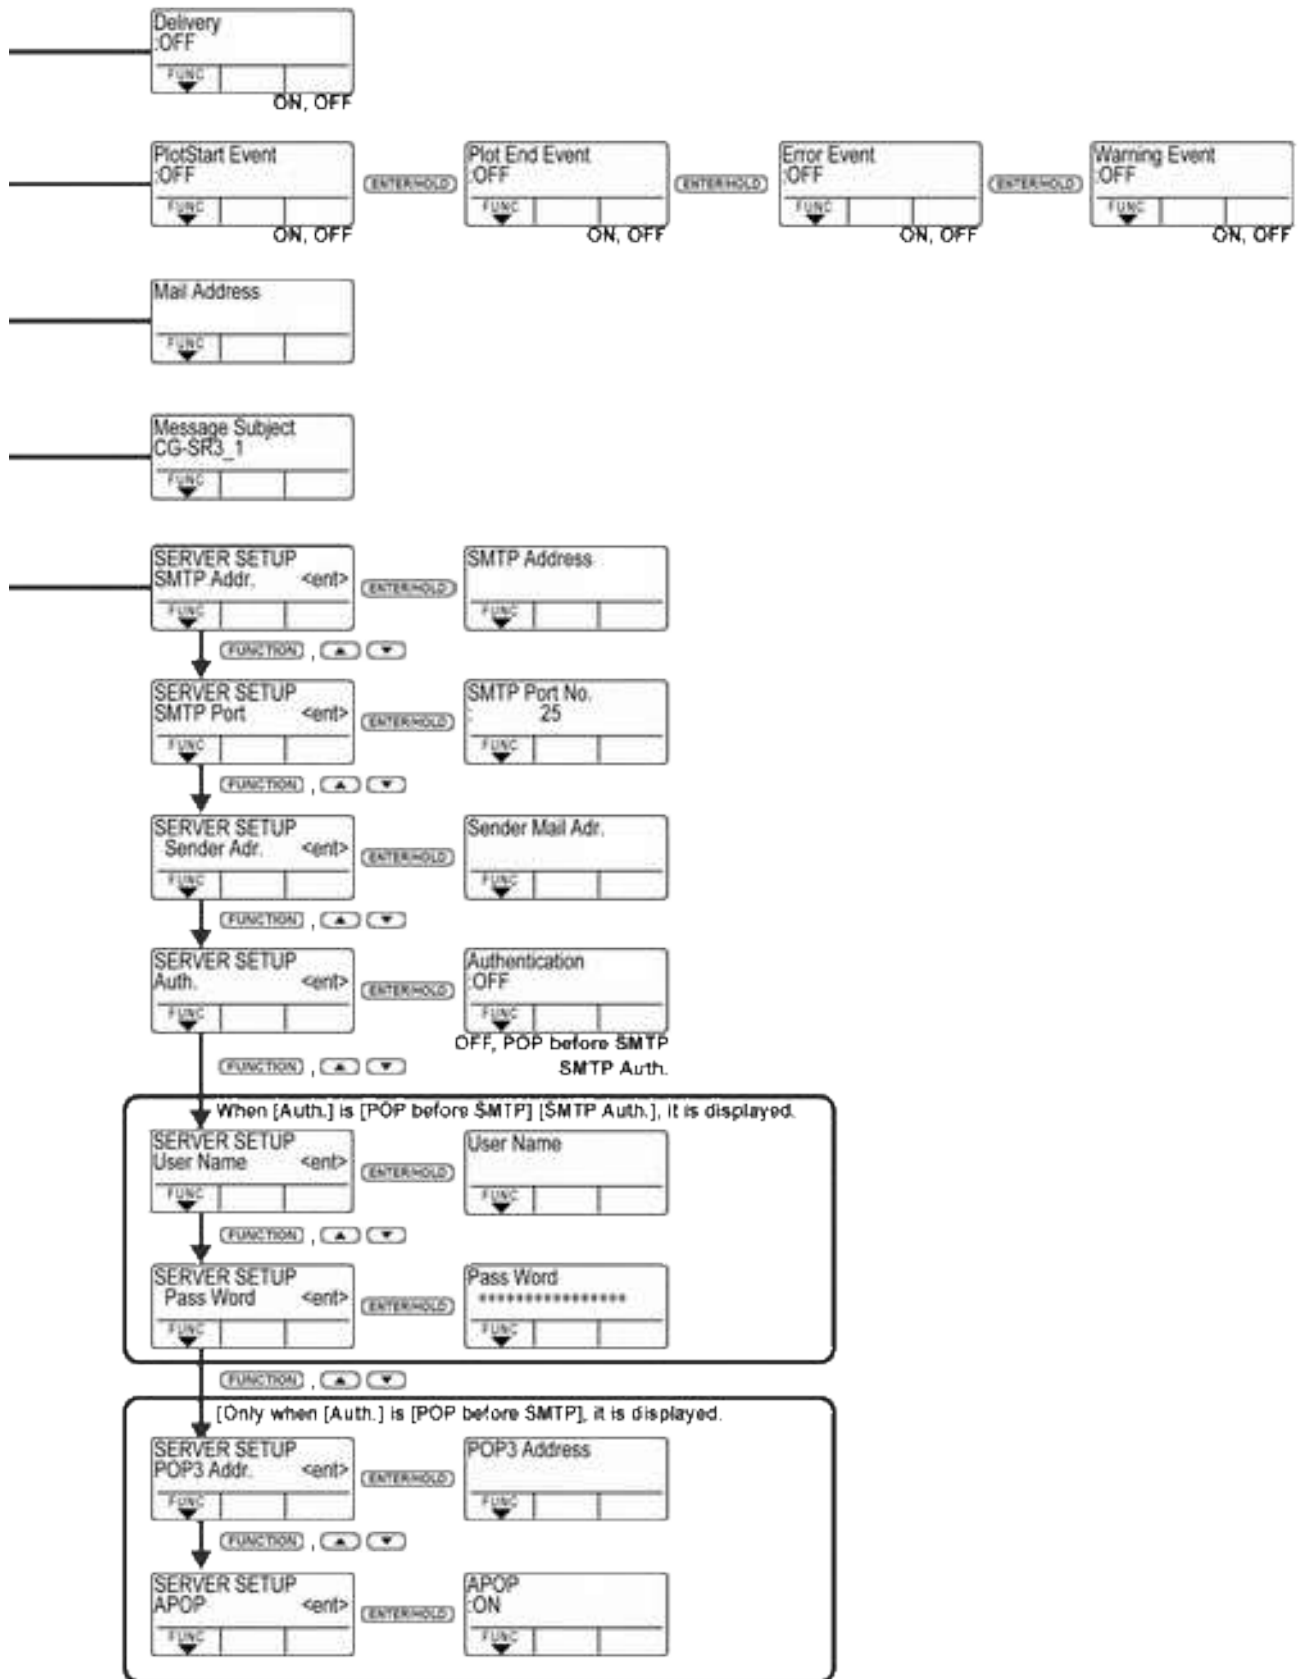 Delivery
:OFF
FUNC
ON, OFF
PlotStart Event
:OFF
FUNC
ON, OFF
ENTER/HOLD
Plot End Event
:OFF
FUNC
ON, OFF
ENTER/HOLD
Error Event
:OFF
FUNC
ON, OFF
ENTER/HOLD
Warning Event
:OFF
FUNC
ON, OFF
Mail Address
FUNC
Message Subject
CG-SR3_1
FUNC
SERVER SETUP
SMTP Addr. <ent>
FUNC
ENTER/HOLD
SMTP Address
FUNC
FUNCTION , ▲ ▼
SERVER SETUP
SMTP Port <ent>
FUNC
ENTER/HOLD
SMTP Port No.
: 25
FUNC
FUNCTION , ▲ ▼
SERVER SETUP
Sender Adr. <ent>
FUNC
ENTER/HOLD
Sender Mail Adr.
FUNC
FUNCTION , ▲ ▼
SERVER SETUP
Auth. <ent>
FUNC
ENTER/HOLD
Authentication
:OFF
FUNC
OFF, POP before SMTP
SMTP Auth.
FUNCTION , ▲ ▼
When [Auth.] is [POP before SMTP] [SMTP Auth.], it is displayed.
SERVER SETUP
User Name <ent>
FUNC
ENTER/HOLD
User Name
FUNC
FUNCTION , ▲ ▼
SERVER SETUP
Pass Word <ent>
FUNC
ENTER/HOLD
Pass Word
****************
FUNC
FUNCTION , ▲ ▼
[Only when [Auth.] is [POP before SMTP], it is displayed.
SERVER SETUP
POP3 Addr. <ent>
FUNC
ENTER/HOLD
POP3 Address
FUNC
FUNCTION , ▲ ▼
SERVER SETUP
APOP <ent>
FUNC
ENTER/HOLD
APOP
:ON
FUNC